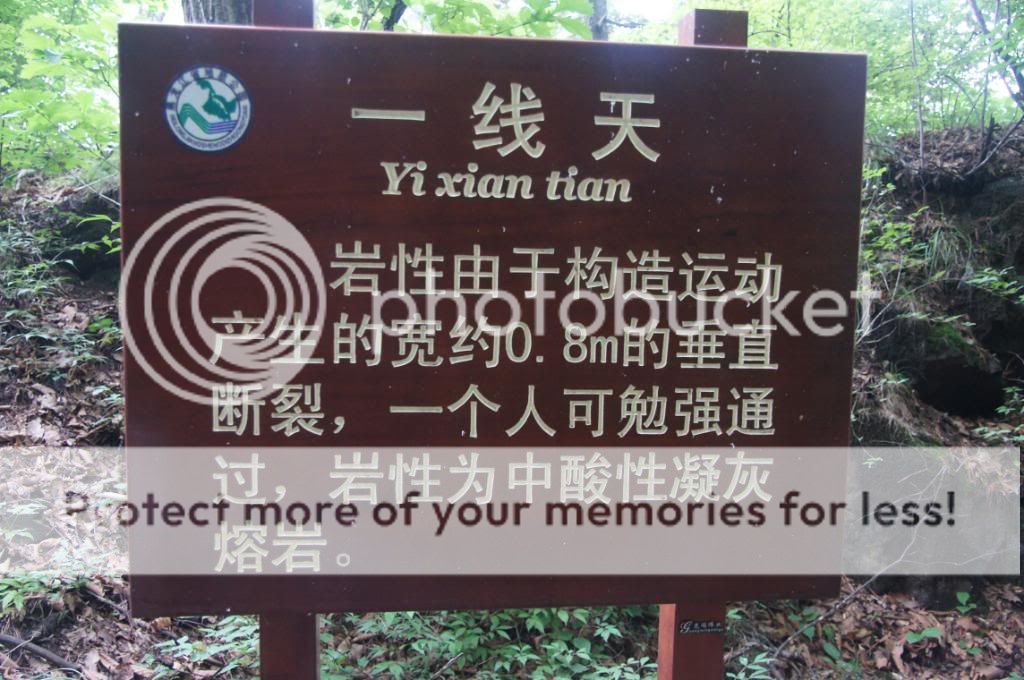 一线天
Yi xian tian
岩性由于构造运动
产生的宽约0.8m的垂直
断裂，一个人可勉强通
过，岩性为中酸性凝灰
熔岩。
photobucket
Protect more of your memories for less!